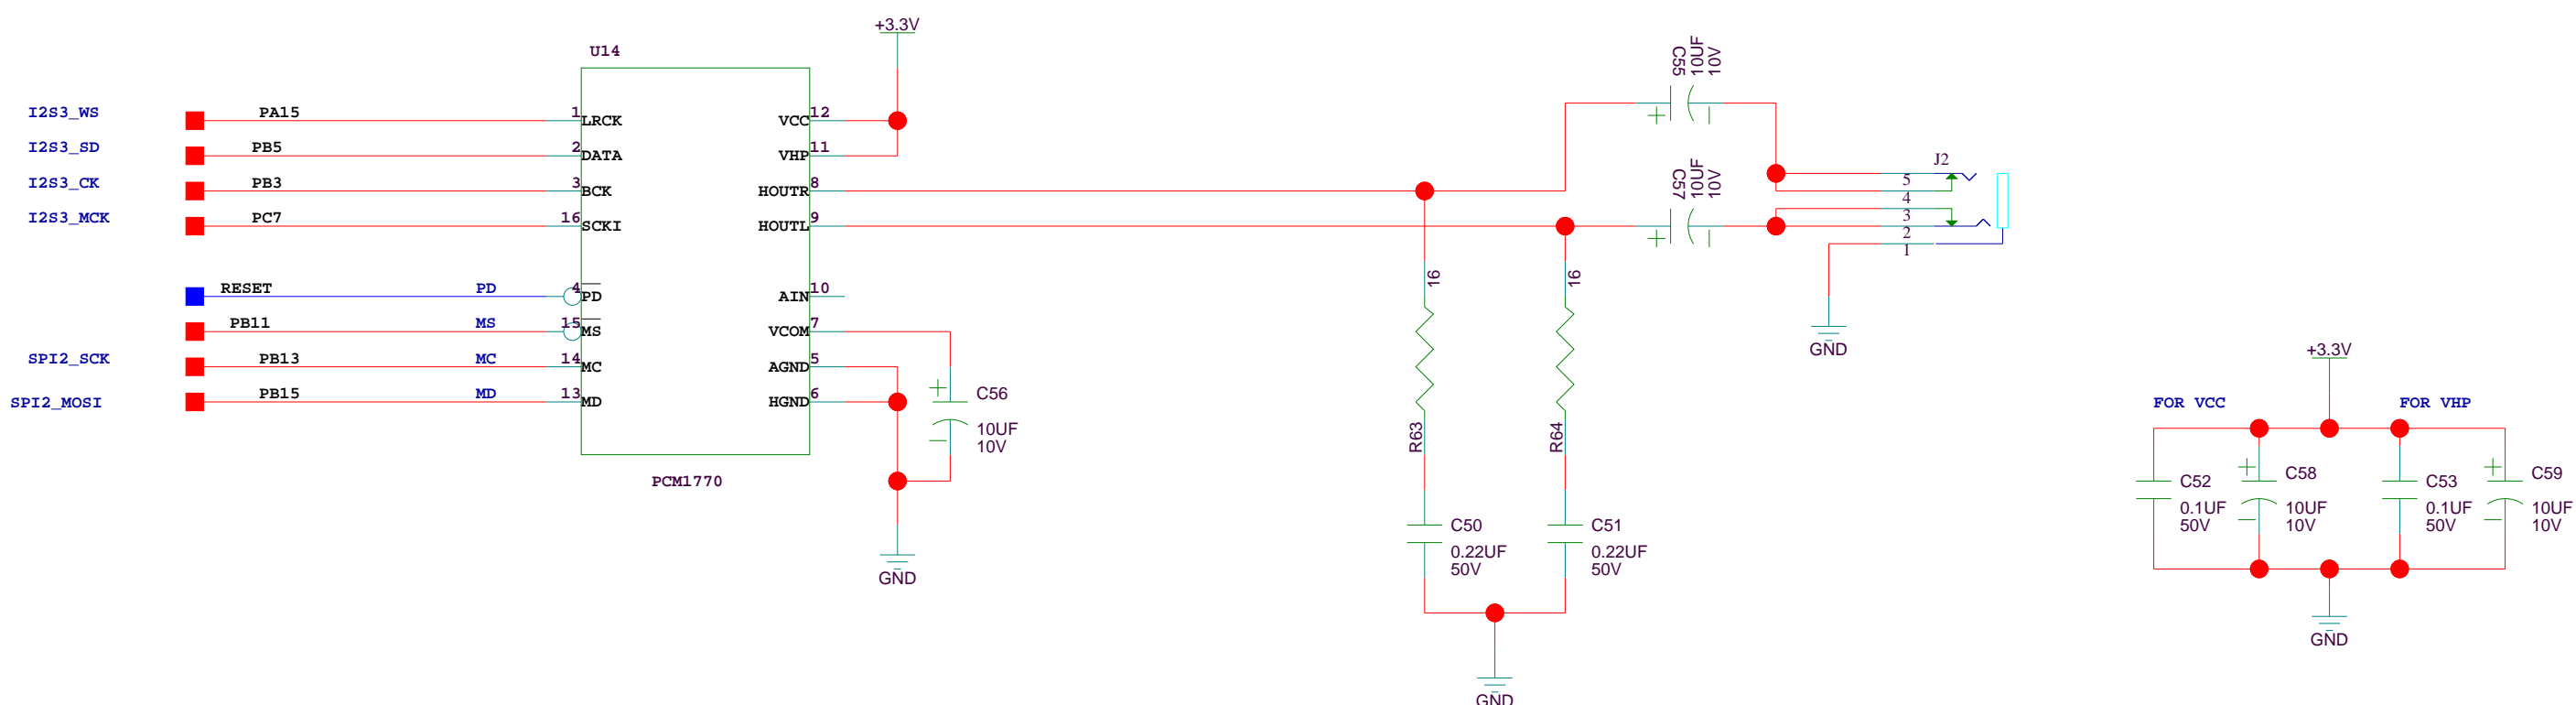 +3.3V
U14
I2S3_WS
PA15
1
LRCK
VCC
12
I2S3_SD
PB5
2
DATA
VHP
11
I2S3_CK
PB3
3
BCK
HOUTR
8
I2S3_MCK
PC7
16
SCKI
HOUTL
9
RESET
PD
4
PD
AIN
10
PB11
MS
15
MS
VCOM
7
SPI2_SCK
PB13
MC
14
MC
AGND
5
SPI2_MOSI
PB15
MD
13
MD
HGND
6
PCM1770
C56
10UF
10V
GND
C55
10UF
10V
C57
10UF
10V
J2
5
4
3
2
1
GND
16
R63
16
R64
C50
0.22UF
50V
C51
0.22UF
50V
GND
+3.3V
FOR VCC
FOR VHP
C52
0.1UF
50V
C58
10UF
10V
C53
0.1UF
50V
C59
10UF
10V
GND